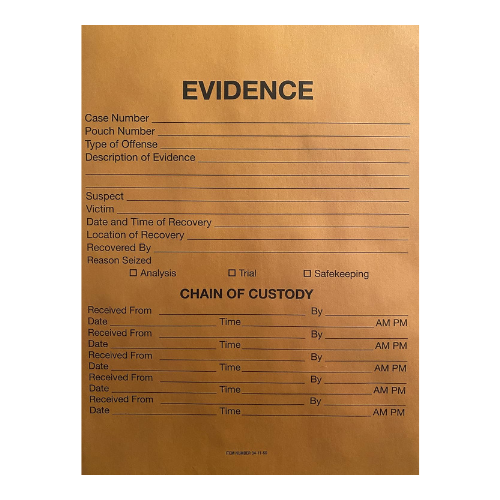 EVIDENCE
Case Number
Pouch Number
Type of Offense
Description of Evidence
Suspect
Victim
Date and Time of Recovery
Location of Recovery
Recovered By
Reason Seized
Analysis Trial Safekeeping
CHAIN OF CUSTODY
Received From By
Date Time AM PM
Received From By
Date Time AM PM
Received From By
Date Time AM PM
Received From By
Date Time AM PM
Received From By
Date Time AM PM